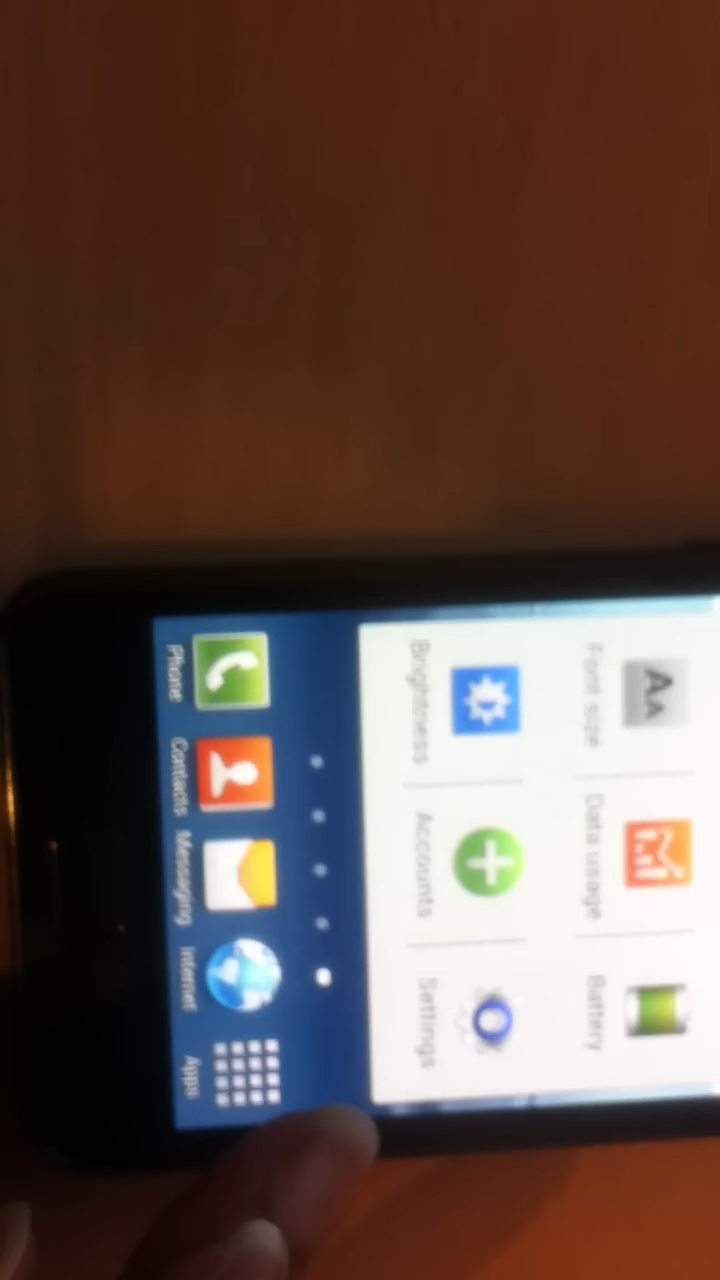 Font size Data usage Battery
Brightness Accounts Settings
Phone Contacts Messaging Internet Apps